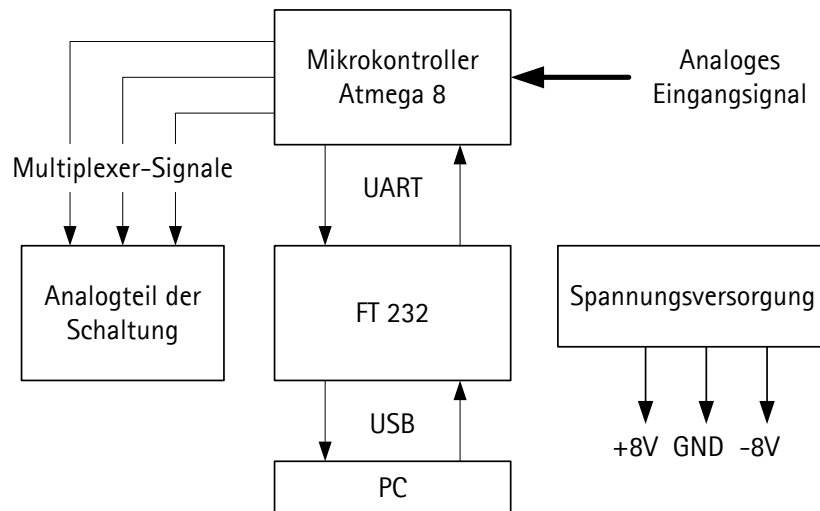 Mikrokontroller
Atmega 8
Analoges
Eingangsignal
Multiplexer-Signale
UART
Analogteil der
Schaltung
FT 232
Spannungsversorgung
USB
+8V GND -8V
PC